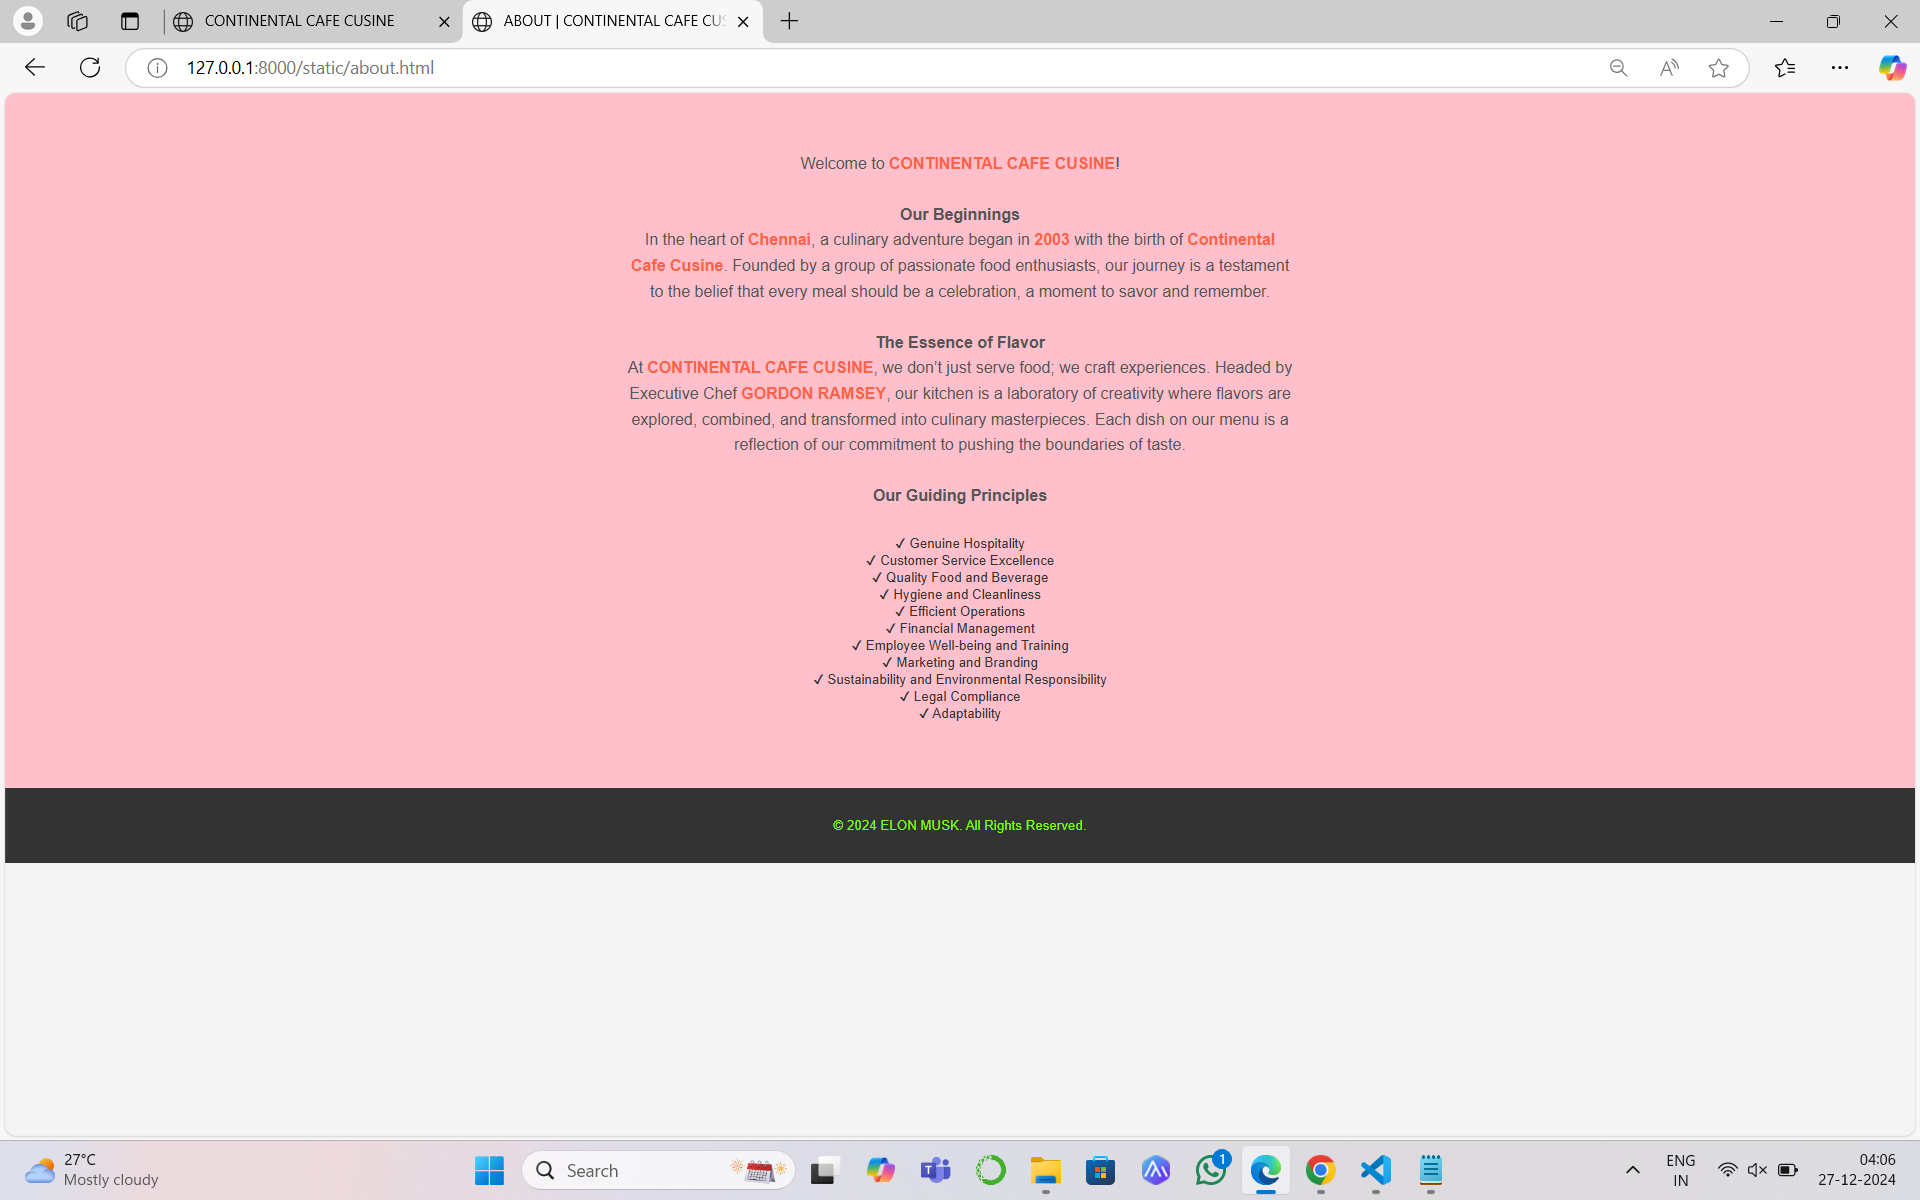 CONTINENTAL CAFE CUSINE
ABOUT | CONTINENTAL CAFE CUS
127.0.0.1:8000/static/about.html
Welcome to CONTINENTAL CAFE CUSINE!
Our Beginnings
In the heart of Chennai, a culinary adventure began in 2003 with the birth of Continental
Cafe Cusine. Founded by a group of passionate food enthusiasts, our journey is a testament
to the belief that every meal should be a celebration, a moment to savor and remember.
The Essence of Flavor
At CONTINENTAL CAFE CUSINE, we don’t just serve food; we craft experiences. Headed by
Executive Chef GORDON RAMSEY, our kitchen is a laboratory of creativity where flavors are
explored, combined, and transformed into culinary masterpieces. Each dish on our menu is a
reflection of our commitment to pushing the boundaries of taste.
Our Guiding Principles
✓ Genuine Hospitality
✓ Customer Service Excellence
✓ Quality Food and Beverage
✓ Hygiene and Cleanliness
✓ Efficient Operations
✓ Financial Management
✓ Employee Well-being and Training
✓ Marketing and Branding
✓ Sustainability and Environmental Responsibility
✓ Legal Compliance
✓ Adaptability
© 2024 ELON MUSK. All Rights Reserved.
27°C
Mostly cloudy
Search
1
ENG
IN
04:06
27-12-2024